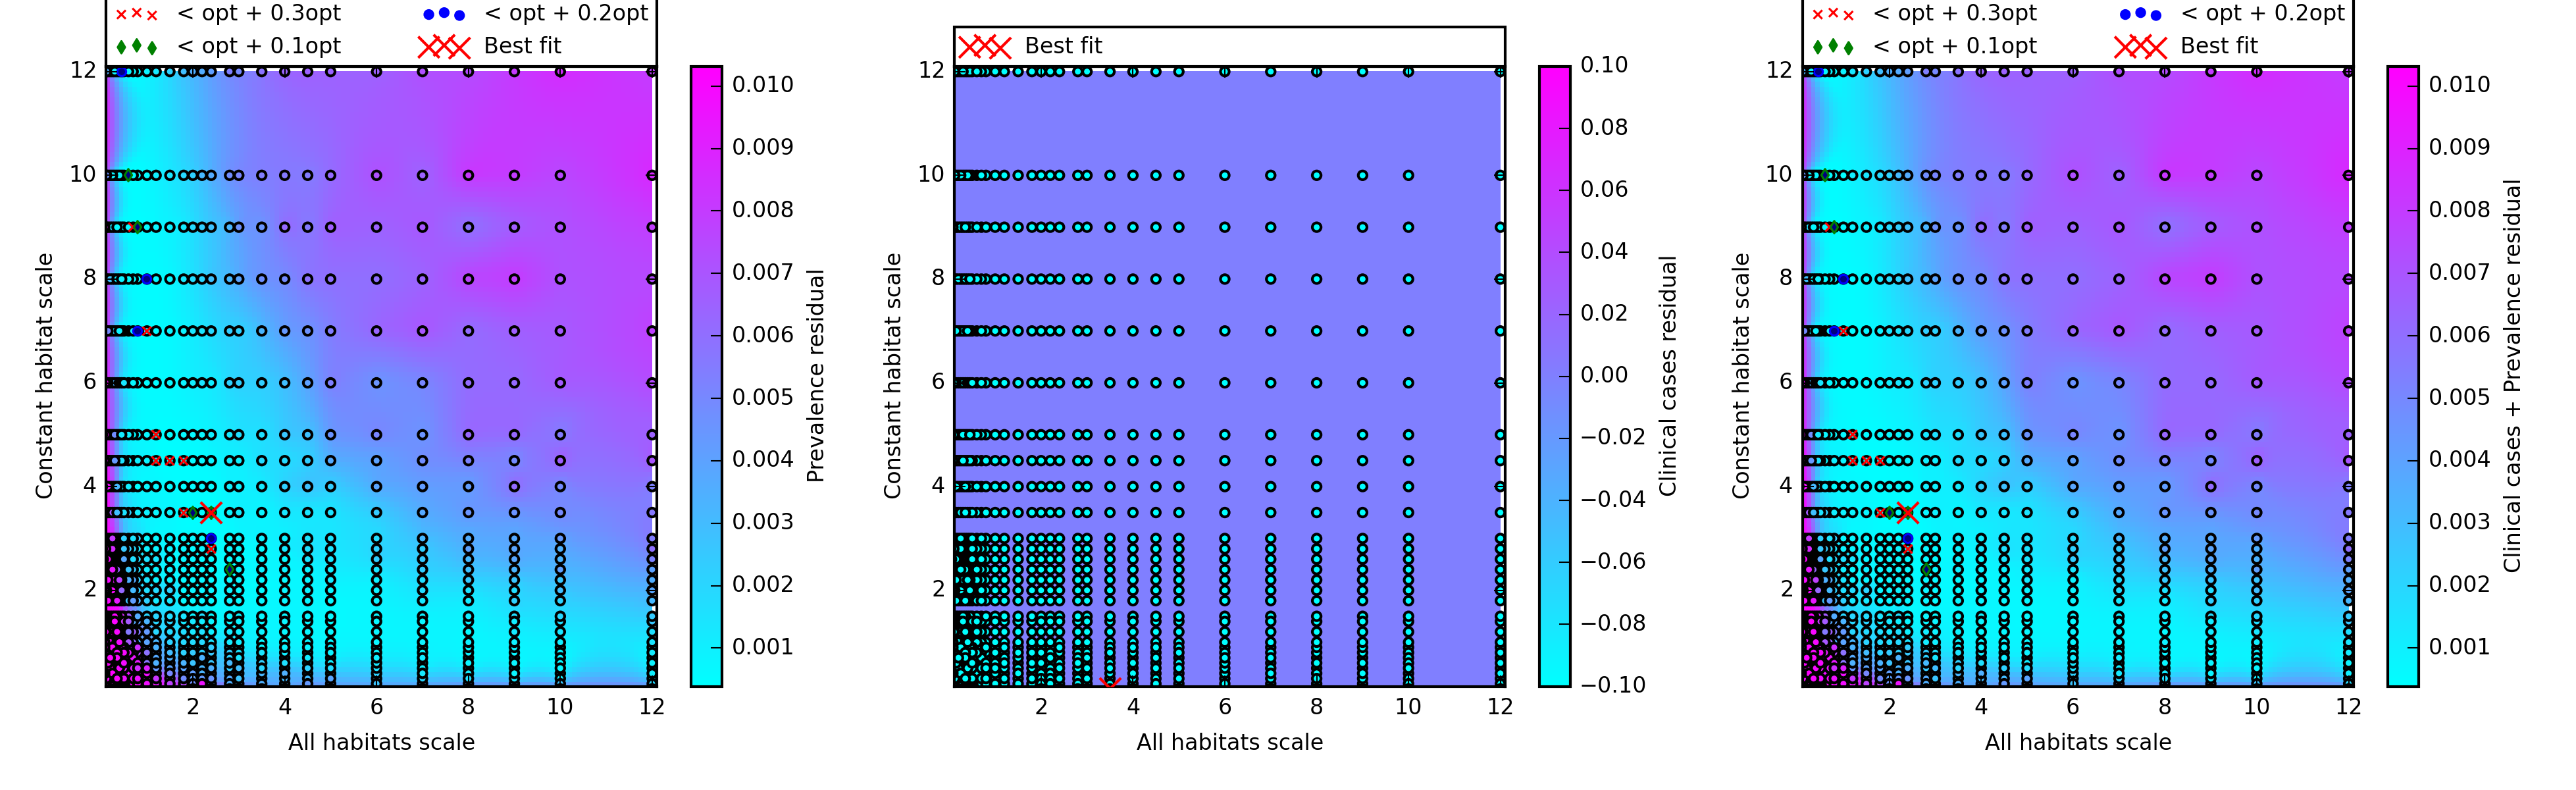 < opt + 0.3opt < opt + 0.2opt
< opt + 0.1opt Best fit
12
10
8
6
4
2
Constant habitat scale
2 4 6 8 10 12
All habitats scale
0.010
0.009
0.008
0.007
0.006
0.005
0.004
0.003
0.002
0.001
Prevalence residual
Best fit
12
10
8
6
4
2
Constant habitat scale
2 4 6 8 10 12
All habitats scale
0.10
0.08
0.06
0.04
0.02
0.00
−0.02
−0.04
−0.06
−0.08
−0.10
Clinical cases residual
< opt + 0.3opt < opt + 0.2opt
< opt + 0.1opt Best fit
12
10
8
6
4
2
Constant habitat scale
2 4 6 8 10 12
All habitats scale
0.010
0.009
0.008
0.007
0.006
0.005
0.004
0.003
0.002
0.001
Clinical cases + Prevalence residual